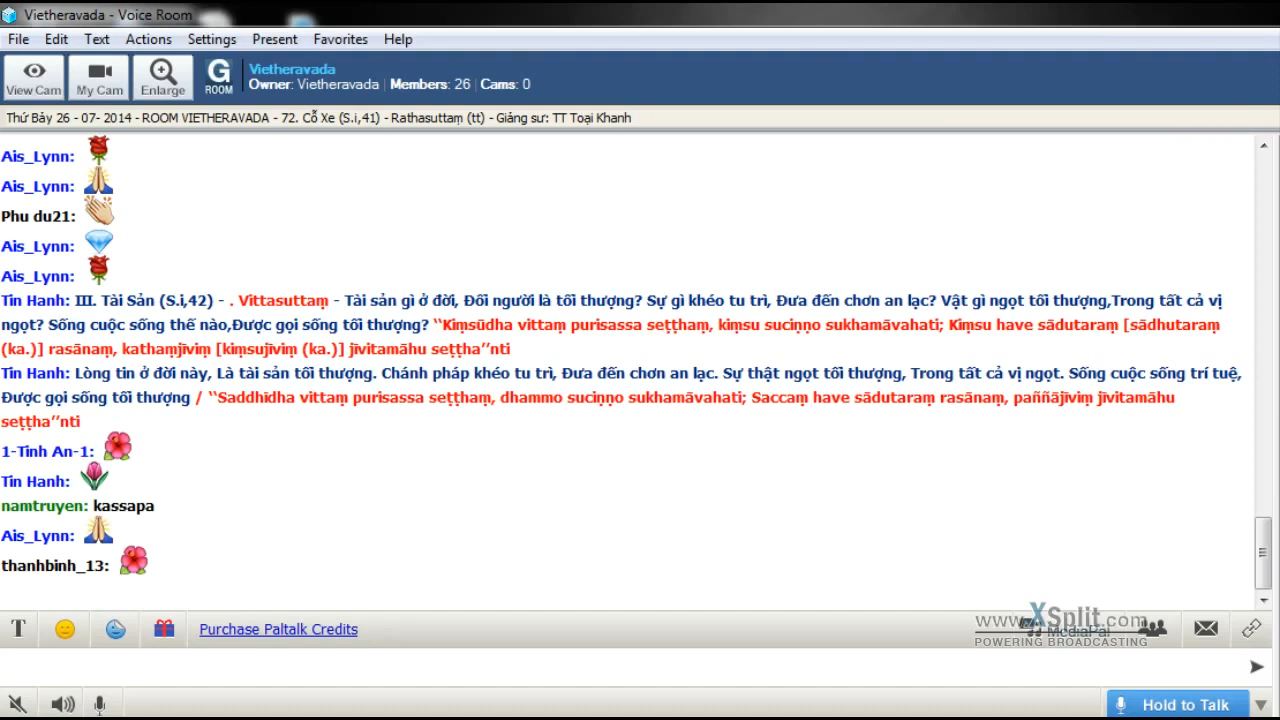 Vietheravada - Voice Room
File Edit Text Actions Settings Present Favorites Help
View Cam My Cam Enlarge G ROOM
Vietheravada
Owner: Vietheravada | Members: 26 | Cams: 0
Thứ Bảy 26 - 07- 2014 - ROOM VIETHERAVADA - 72. Cỗ Xe (S.i,41) - Rathasuttaṃ (tt) - Giảng sư: TT Toại Khanh
Ais_Lynn:
Ais_Lynn:
Phu du21:
Ais_Lynn:
Ais_Lynn:
Tin Hanh: III. Tài Sản (S.i,42) - . Vittasuttaṃ - Tài sản gì ở đời, Đối người là tối thượng? Sự gì khéo tu trì, Đưa đến chơn an lạc? Vật gì ngọt tối thượng,Trong tất cả vị
ngọt? Sống cuộc sống thế nào,Được gọi sống tối thượng? ‘‘Kiṃsūdha vittaṃ purisassa seṭṭhaṃ, kiṃsu suciṇṇo sukhamāvahati; Kiṃsu have sādutaraṃ [sādhutaraṃ
(ka.)] rasānaṃ, kathaṃjīviṃ [kiṃsujīviṃ (ka.)] jīvitamāhu seṭṭha’’nti
Tin Hanh: Lòng tin ở đời này, Là tài sản tối thượng. Chánh pháp khéo tu trì, Đưa đến chơn an lạc. Sự thật ngọt tối thượng, Trong tất cả vị ngọt. Sống cuộc sống trí tuệ,
Được gọi sống tối thượng / ‘‘Saddhīdha vittaṃ purisassa seṭṭhaṃ, dhammo suciṇṇo sukhamāvahati; Saccaṃ have sādutaraṃ rasānaṃ, paññājīviṃ jīvitamāhu
seṭṭha’’nti
1-Tinh An-1:
Tin Hanh:
namtruyen: kassapa
Ais_Lynn:
thanhbinh_13:
T Purchase Paltalk Credits
www.XSplit.com
MediaPal
POWERING BROADCASTING
Hold to Talk